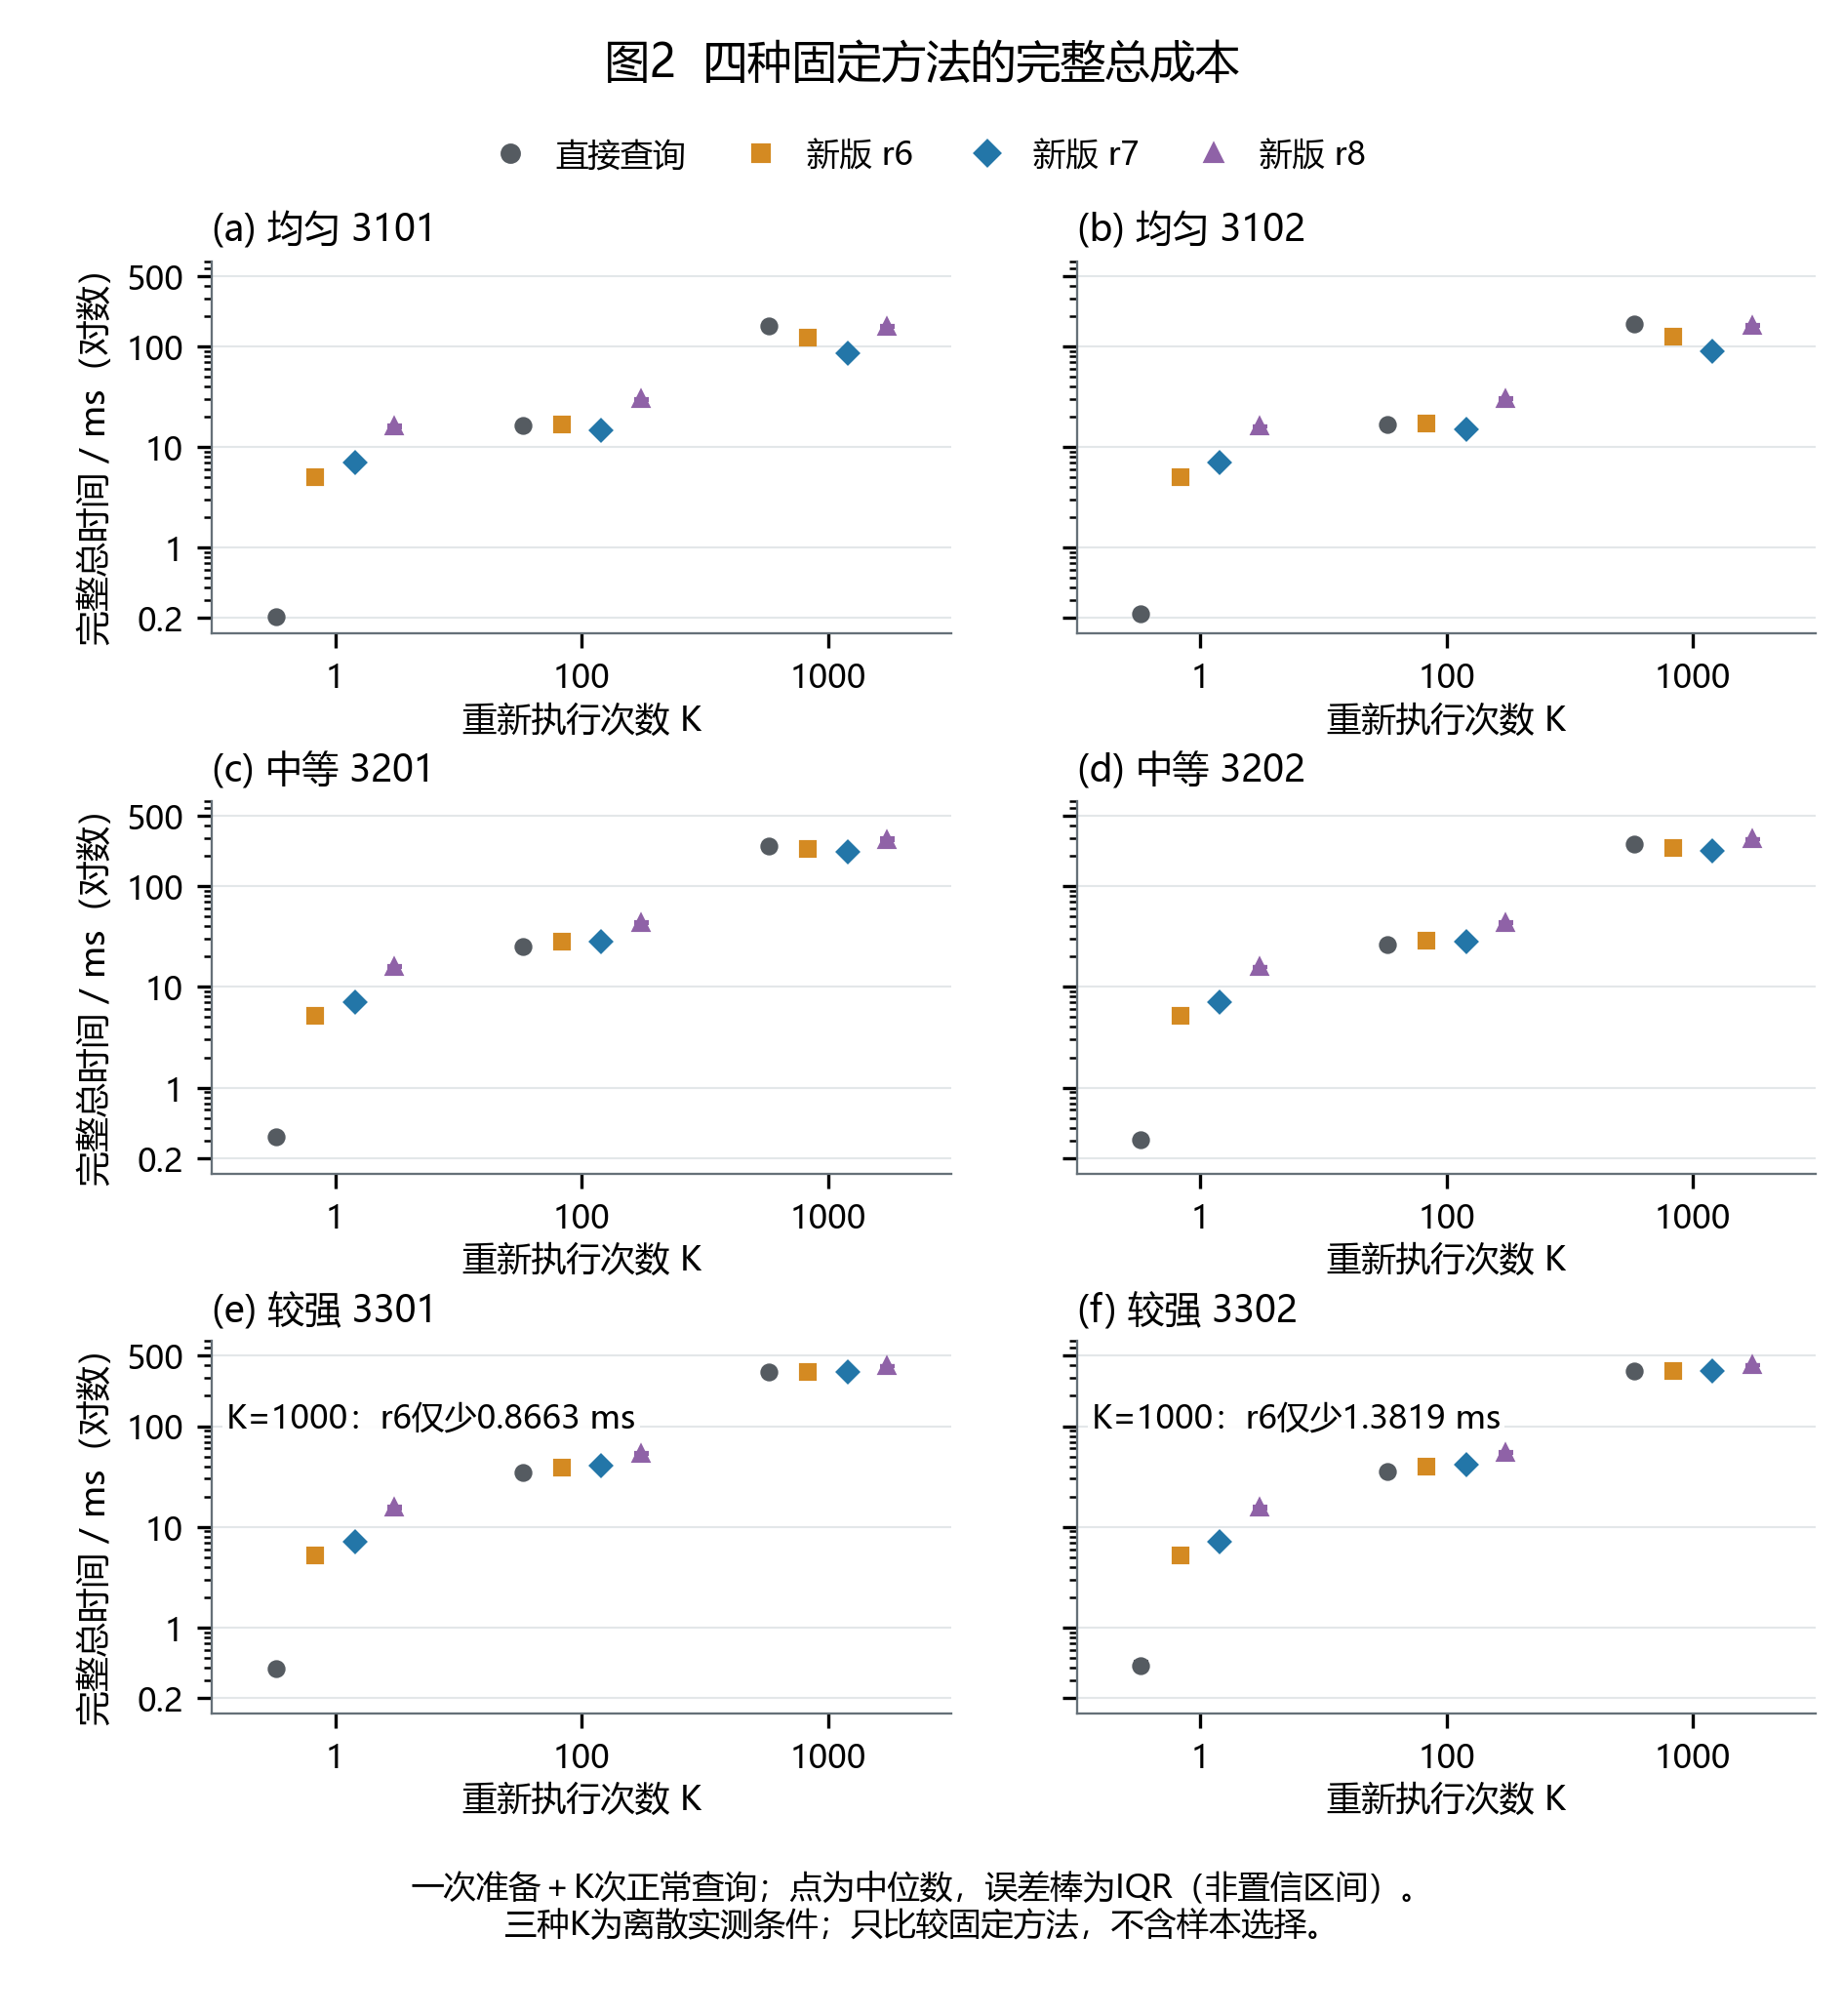 图2 四种固定方法的完整总成本
直接查询 新版 r6 新版 r7 新版 r8
(a) 均匀 3101
完整总时间 / ms（对数）
500
100
10
1
0.2
1 100 1000
重新执行次数 K
(b) 均匀 3102
1 100 1000
重新执行次数 K
(c) 中等 3201
完整总时间 / ms（对数）
500
100
10
1
0.2
1 100 1000
重新执行次数 K
(d) 中等 3202
1 100 1000
重新执行次数 K
(e) 较强 3301
完整总时间 / ms（对数）
500
100
10
1
0.2
K=1000：r6仅少0.8663 ms
1 100 1000
重新执行次数 K
(f) 较强 3302
K=1000：r6仅少1.3819 ms
1 100 1000
重新执行次数 K
一次准备＋K次正常查询；点为中位数，误差棒为IQR（非置信区间）。
三种K为离散实测条件；只比较固定方法，不含样本选择。